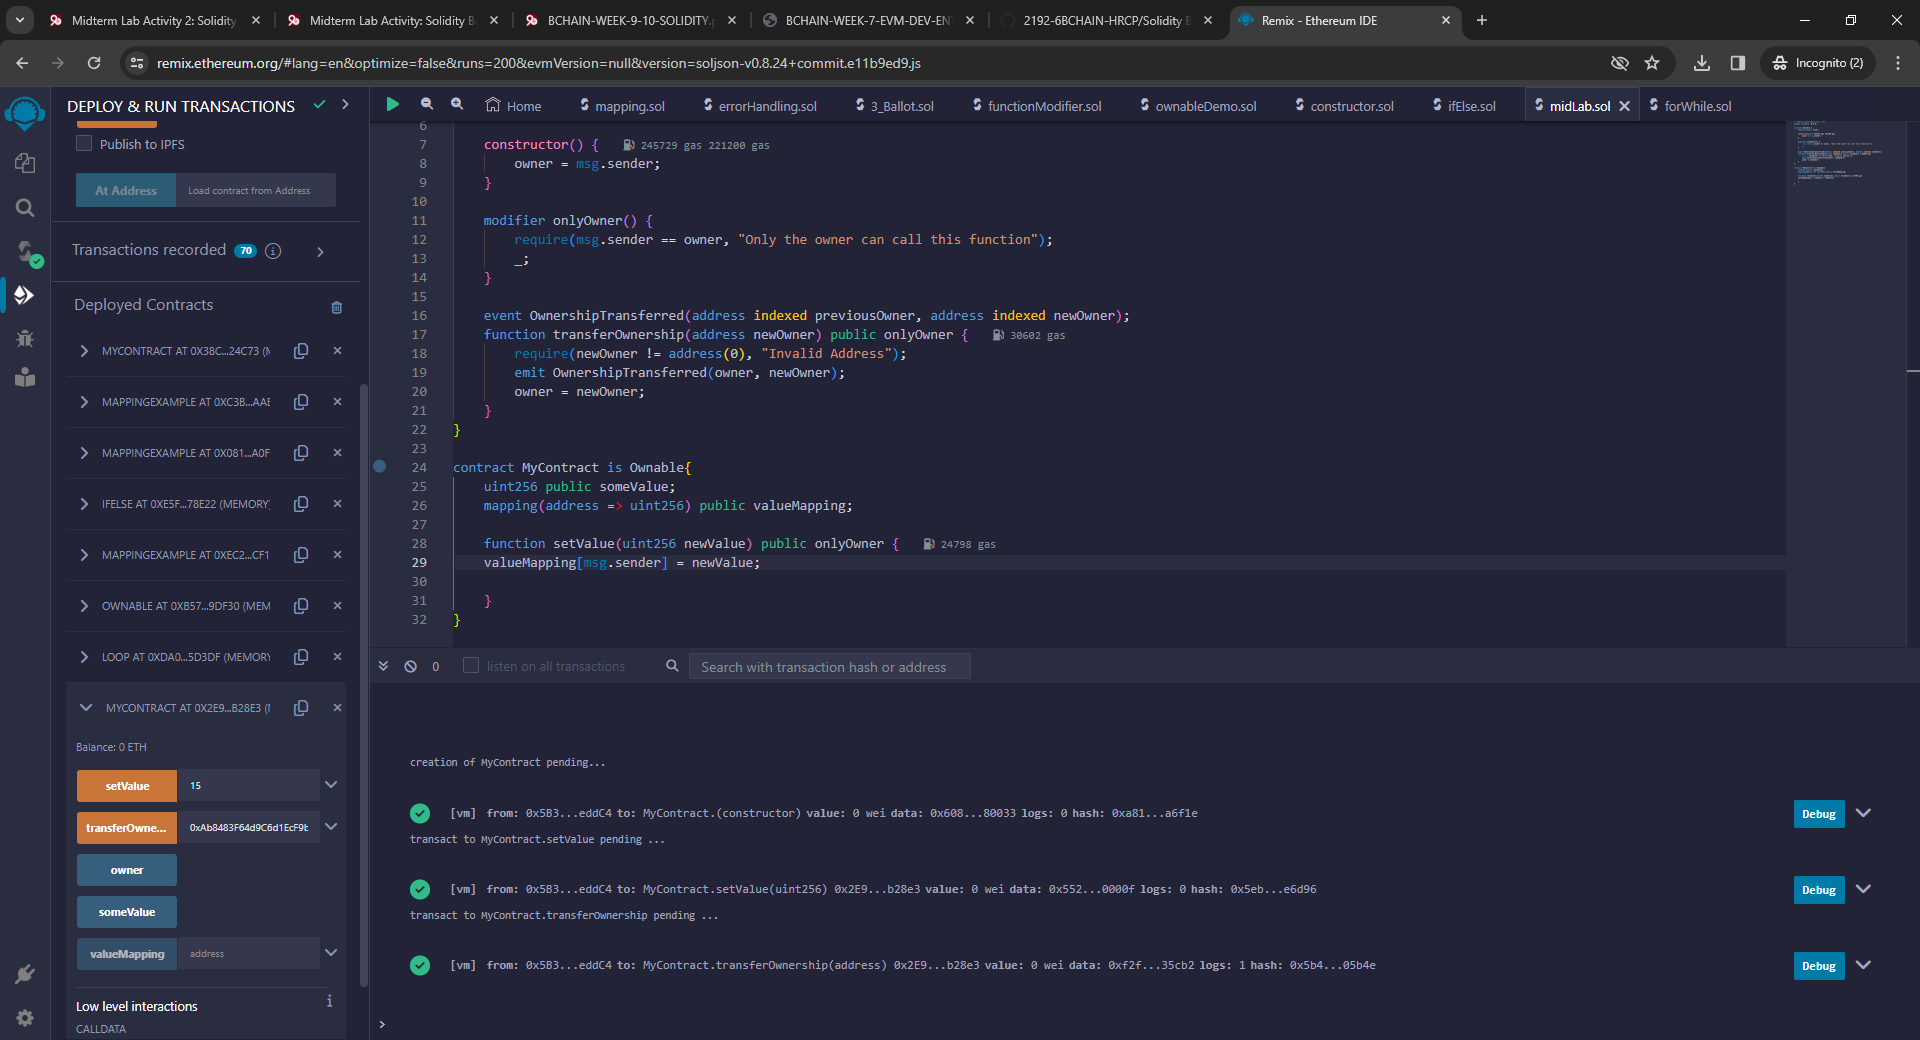 Midterm Lab Activity 2: Solidity
Midterm Lab Activity: Solidity B
BCHAIN-WEEK-9-10-SOLIDITY.p
BCHAIN-WEEK-7-EVM-DEV-EN
2192-6BCHAIN-HRCP/Solidity B
Remix - Ethereum IDE
remix.ethereum.org/#lang=en&optimize=false&runs=200&evmVersion=null&version=soljson-v0.8.24+commit.e11b9ed9.js
Incognito (2)
DEPLOY & RUN TRANSACTIONS
Home
mapping.sol
errorHandling.sol
3_Ballot.sol
functionModifier.sol
ownableDemo.sol
constructor.sol
ifElse.sol
midLab.sol
forWhile.sol
Publish to IPFS
At Address
Load contract from Address
Transactions recorded 70
Deployed Contracts
MYCONTRACT AT 0X38C...24C73 (M
MAPPINGEXAMPLE AT 0XC3B...AAE
MAPPINGEXAMPLE AT 0X081...A0F
IFELSE AT 0XE5F...78E22 (MEMORY)
MAPPINGEXAMPLE AT 0XEC2...CF1
OWNABLE AT 0XB57...9DF30 (MEM
LOOP AT 0XDA0...5D3DF (MEMORY
MYCONTRACT AT 0X2E9...B28E3 (M
Balance: 0 ETH
setValue 15
transferOwne... 0xAb8483F64d9C6d1EcF9b
owner
someValue
valueMapping address
Low level interactions
CALLDATA
6
7 constructor() { 245729 gas 221200 gas
8 owner = msg.sender;
9 }
10
11 modifier onlyOwner() {
12 require(msg.sender == owner, "Only the owner can call this function");
13 _;
14 }
15
16 event OwnershipTransferred(address indexed previousOwner, address indexed newOwner);
17 function transferOwnership(address newOwner) public onlyOwner { 30602 gas
18 require(newOwner != address(0), "Invalid Address");
19 emit OwnershipTransferred(owner, newOwner);
20 owner = newOwner;
21 }
22 }
23
24 contract MyContract is Ownable{
25 uint256 public someValue;
26 mapping(address => uint256) public valueMapping;
27
28 function setValue(uint256 newValue) public onlyOwner { 24798 gas
29 valueMapping[msg.sender] = newValue;
30
31 }
32 }
0
listen on all transactions
Search with transaction hash or address
creation of MyContract pending...
[vm] from: 0x5B3...eddC4 to: MyContract.(constructor) value: 0 wei data: 0x608...80033 logs: 0 hash: 0xa81...a6f1e
Debug
transact to MyContract.setValue pending ...
[vm] from: 0x5B3...eddC4 to: MyContract.setValue(uint256) 0x2E9...b28e3 value: 0 wei data: 0x552...0000f logs: 0 hash: 0x5eb...e6d96
Debug
transact to MyContract.transferOwnership pending ...
[vm] from: 0x5B3...eddC4 to: MyContract.transferOwnership(address) 0x2E9...b28e3 value: 0 wei data: 0xf2f...35cb2 logs: 1 hash: 0x5b4...05b4e
Debug
>